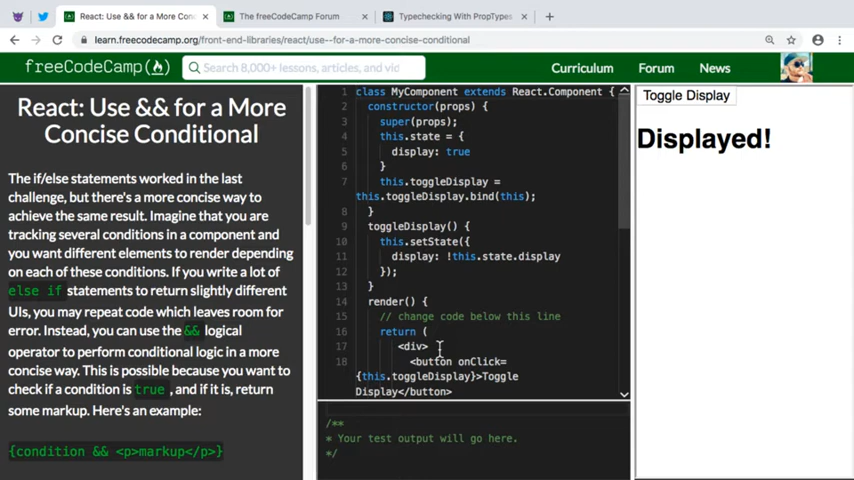 React: Use && for a More Con
The freeCodeCamp Forum
Typechecking With PropTypes
learn.freecodecamp.org/front-end-libraries/react/use--for-a-more-concise-conditional
freeCodeCamp
Search 8,000+ lessons, articles, and vid
Curriculum
Forum
News
React: Use && for a More
Concise Conditional
The if/else statements worked in the last
challenge, but there's a more concise way to
achieve the same result. Imagine that you are
tracking several conditions in a component and
you want different elements to render depending
on each of these conditions. If you write a lot of
else if statements to return slightly different
UIs, you may repeat code which leaves room for
error. Instead, you can use the && logical
operator to perform conditional logic in a more
concise way. This is possible because you want to
check if a condition is true , and if it is, return
some markup. Here's an example:
{condition && <p>markup</p>}
1 class MyComponent extends React.Component {
2 constructor(props) {
3 super(props);
4 this.state = {
5 display: true
6 }
7 this.toggleDisplay =
this.toggleDisplay.bind(this);
8 }
9 toggleDisplay() {
10 this.setState({
11 display: !this.state.display
12 });
13 }
14 render() {
15 // change code below this line
16 return (
17 <div>
18 <button onClick=
{this.toggleDisplay}>Toggle
Display</button>
/**
* Your test output will go here.
*/
Toggle Display
Displayed!